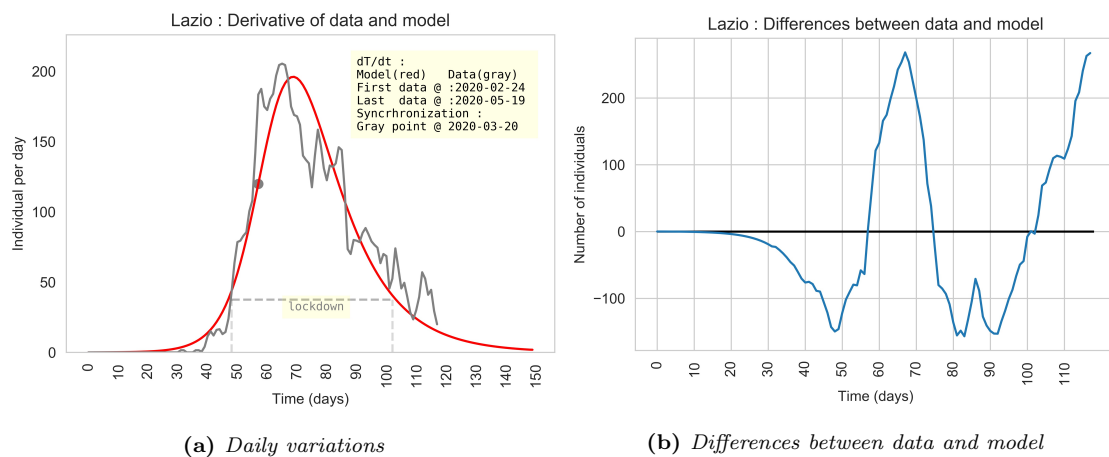 Lazio : Derivative of data and model
Individual per day
200
150
100
50
0
dT/dt :
Model(red)   Data(gray)
First data @ :2020-02-24
Last  data @ :2020-05-19
Syncrhronization :
Gray point @ 2020-03-20
lockdown
0 10 20 30 40 50 60 70 80 90 100 110 120 130 140 150
Time (days)
(a) Daily variations
Lazio : Differences between data and model
Number of individuals
200
100
0
−100
0 10 20 30 40 50 60 70 80 90 100 110
Time (days)
(b) Differences between data and model